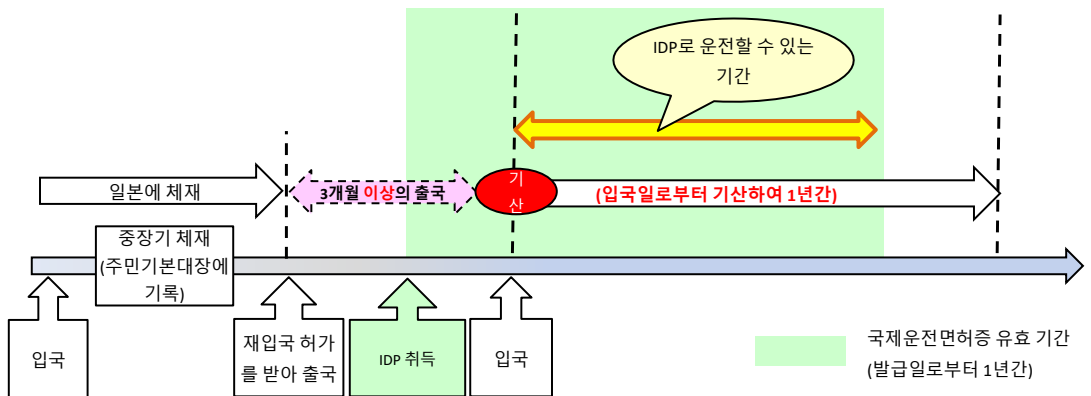 IDP로 운전할 수 있는
기간
일본에 체재
3개월 이상의 출국
기
산
(입국일로부터 기산하여 1년간)
중장기 체재
(주민기본대장에
기록)
입국
재입국 허가
를 받아 출국
IDP 취득
입국
국제운전면허증 유효 기간
(발급일로부터 1년간)